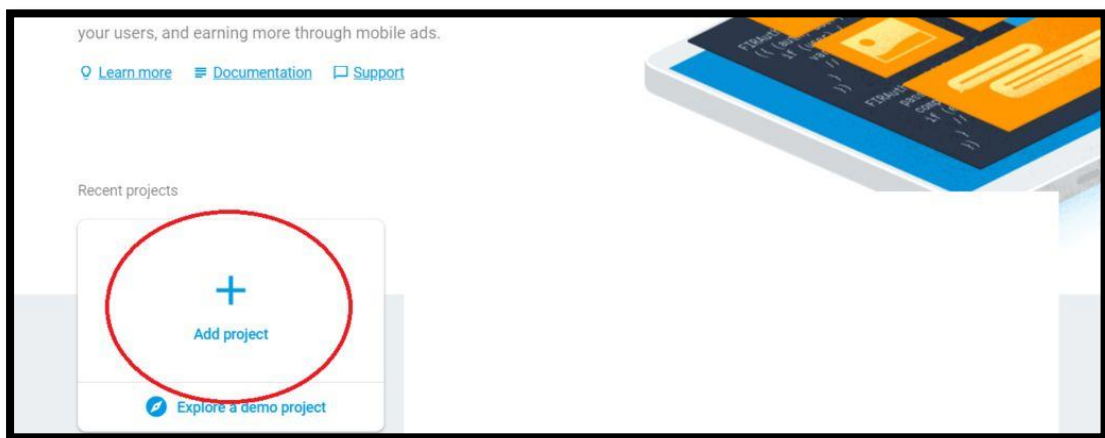 your users, and earning more through mobile ads.
Learn more Documentation Support
Recent projects
Add project
Explore a demo project